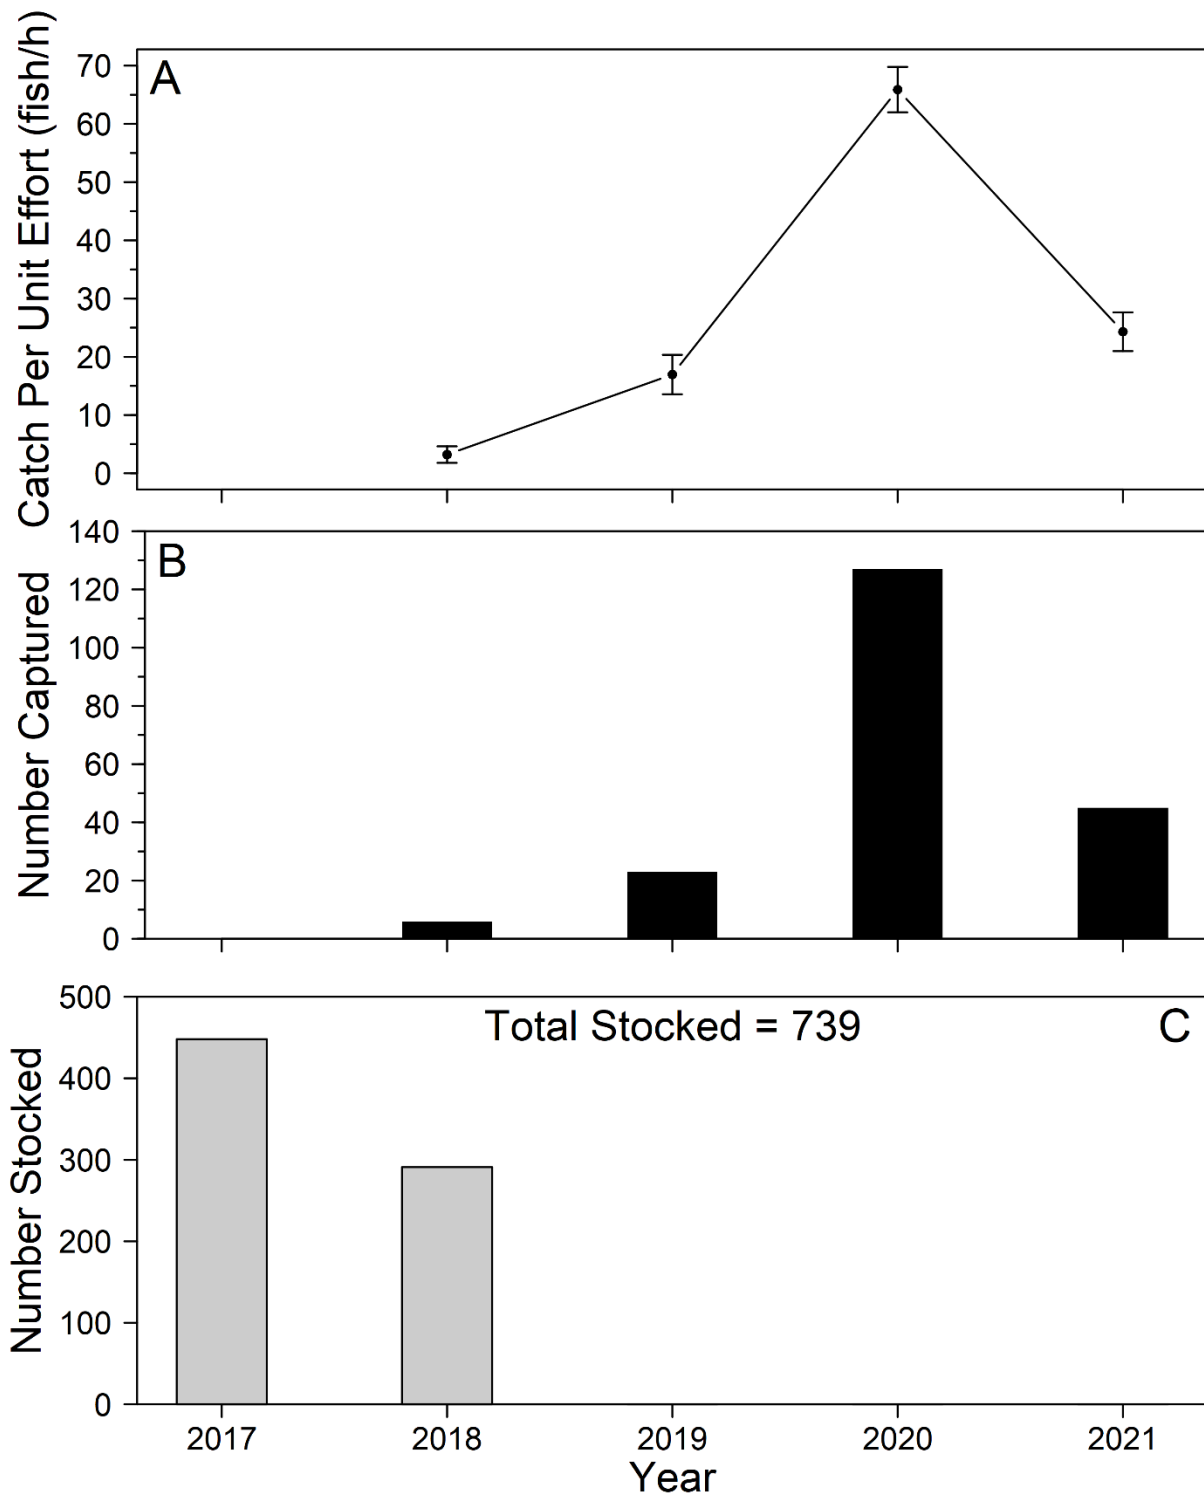 A
Catch Per Unit Effort (fish/h)
70
60
50
40
30
20
10
0
B
Number Captured
140
120
100
80
60
40
20
0
Total Stocked = 739
C
Number Stocked
500
400
300
200
100
0
2017 2018 2019 2020 2021
Year